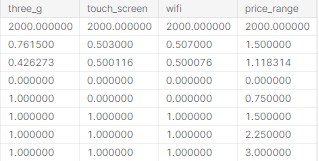 three_g touch_screen wifi price_range
2000.000000 2000.000000 2000.000000 2000.000000
0.761500 0.503000 0.507000 1.500000
0.426273 0.500116 0.500076 1.118314
0.000000 0.000000 0.000000 0.000000
1.000000 0.000000 0.000000 0.750000
1.000000 1.000000 1.000000 1.500000
1.000000 1.000000 1.000000 2.250000
1.000000 1.000000 1.000000 3.000000